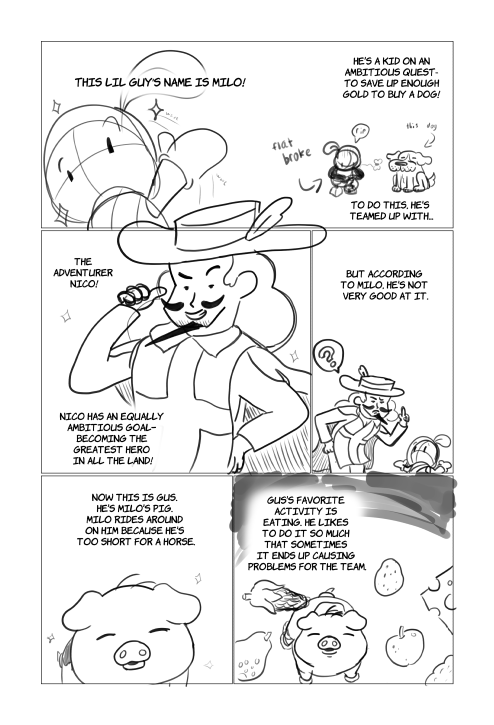 THIS LIL GUY'S NAME IS MILO!
HE'S A KID ON AN
AMBITIOUS QUEST-
TO SAVE UP ENOUGH
GOLD TO BUY A DOG!
flat
broke
this dog
TO DO THIS, HE'S
TEAMED UP WITH...
THE
ADVENTURER
NICO!
NICO HAS AN EQUALLY
AMBITIOUS GOAL-
BECOMING THE
GREATEST HERO
IN ALL THE LAND!
BUT ACCORDING
TO MILO, HE'S NOT
VERY GOOD AT IT.
?
NOW THIS IS GUS.
HE'S MILO'S PIG.
MILO RIDES AROUND
ON HIM BECAUSE HE'S
TOO SHORT FOR A HORSE.
GUS'S FAVORITE
ACTIVITY IS
EATING. HE LIKES
TO DO IT SO MUCH
THAT SOMETIMES
IT ENDS UP CAUSING
PROBLEMS FOR THE TEAM.